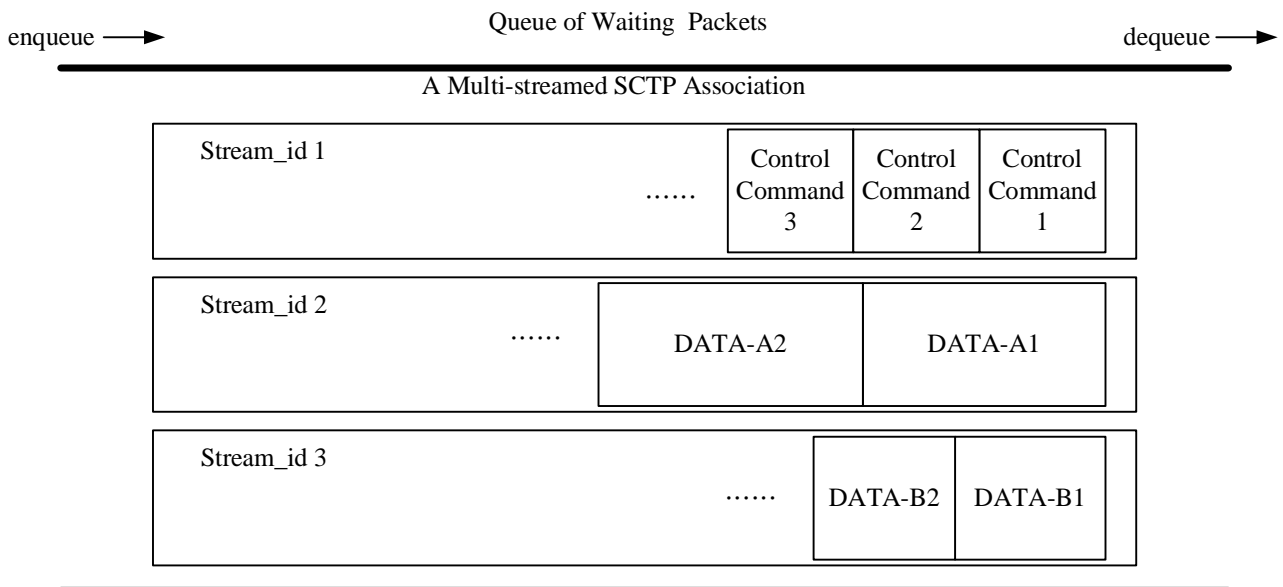 Queue of Waiting Packets
enqueue
dequeue
A Multi-streamed SCTP Association
Stream_id 1
......
Control
Command
3
Control
Command
2
Control
Command
1
Stream_id 2
......
DATA-A2
DATA-A1
Stream_id 3
......
DATA-B2
DATA-B1